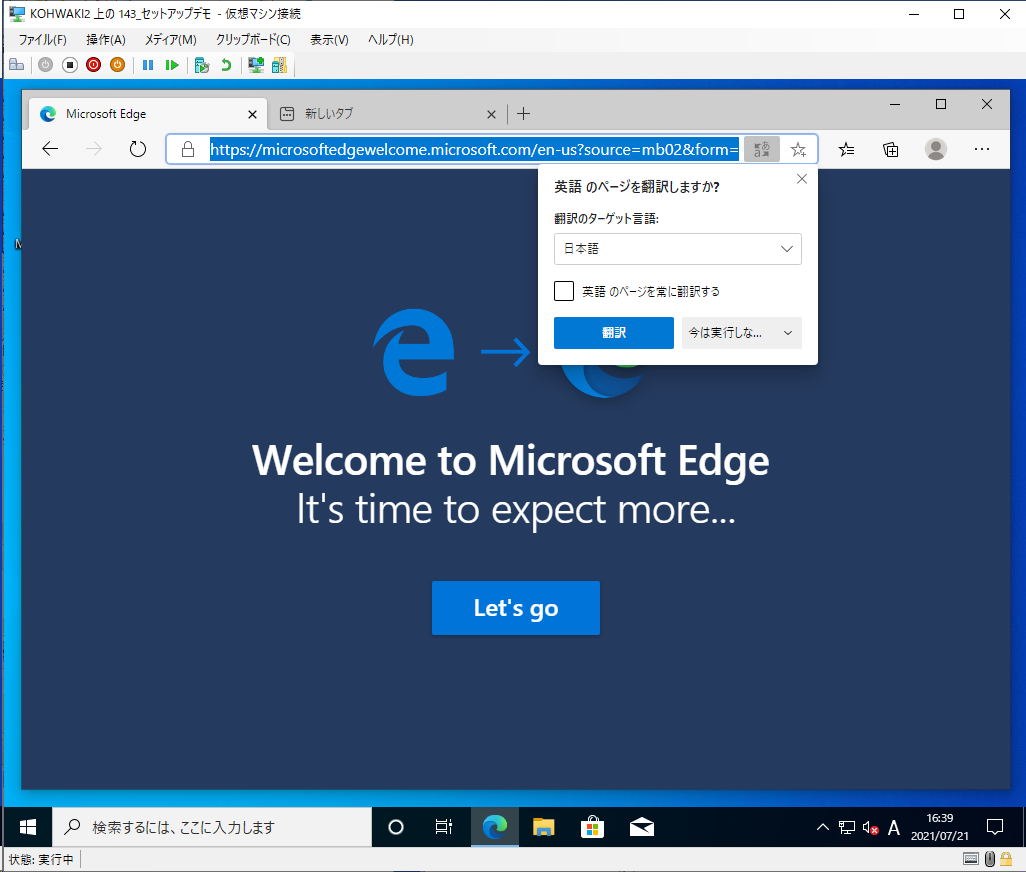 KOHWAKI2 上の 143_セットアップデモ - 仮想マシン接続
ファイル(F) 操作(A) メディア(M) クリップボード(C) 表示(V) ヘルプ(H)
Microsoft Edge
新しいタブ
https://microsoftedgewelcome.microsoft.com/en-us?source=mb02&form=
英語 のページを翻訳しますか?
翻訳のターゲット言語:
日本語
英語 のページを常に翻訳する
翻訳
今は実行しな...
Welcome to Microsoft Edge
It's time to expect more...
Let's go
検索するには、ここに入力します
A
16:39
2021/07/21
状態: 実行中